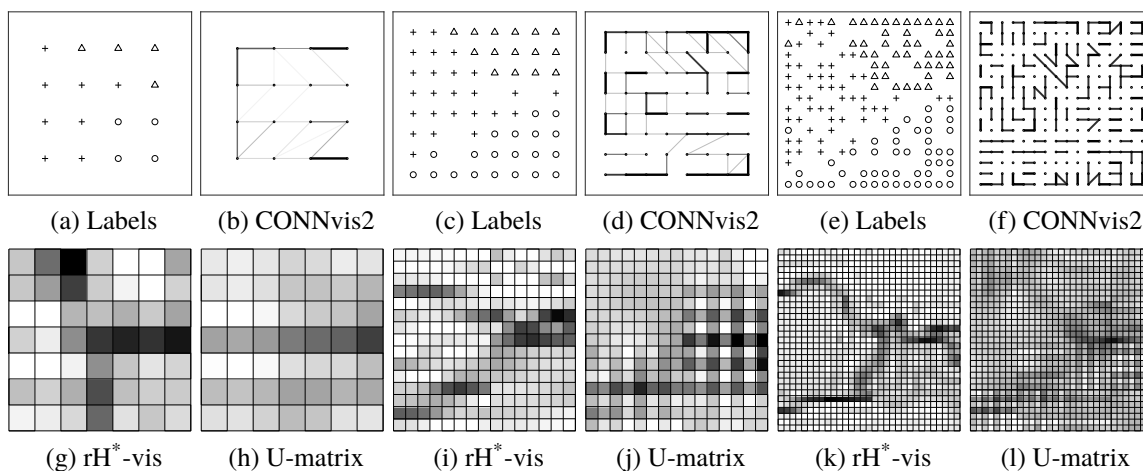 (a) Labels (b) CONNvis2 (c) Labels (d) CONNvis2 (e) Labels (f) CONNvis2
(g) rH*-vis (h) U-matrix (i) rH*-vis (j) U-matrix (k) rH*-vis (l) U-matrix